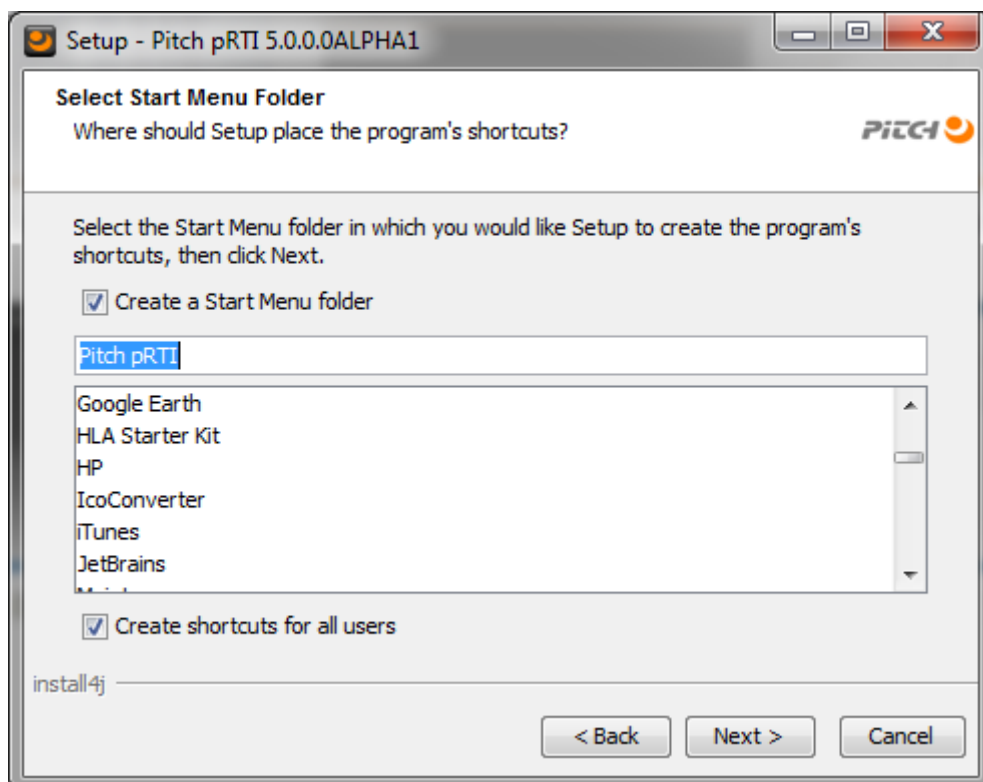 Setup - Pitch pRTI 5.0.0.0ALPHA1
Select Start Menu Folder
Where should Setup place the program's shortcuts?
PITCH
Select the Start Menu folder in which you would like Setup to create the program's
shortcuts, then click Next.
Create a Start Menu folder
Pitch pRTI
Google Earth
HLA Starter Kit
HP
IcoConverter
iTunes
JetBrains
Create shortcuts for all users
install4j
< Back
Next >
Cancel